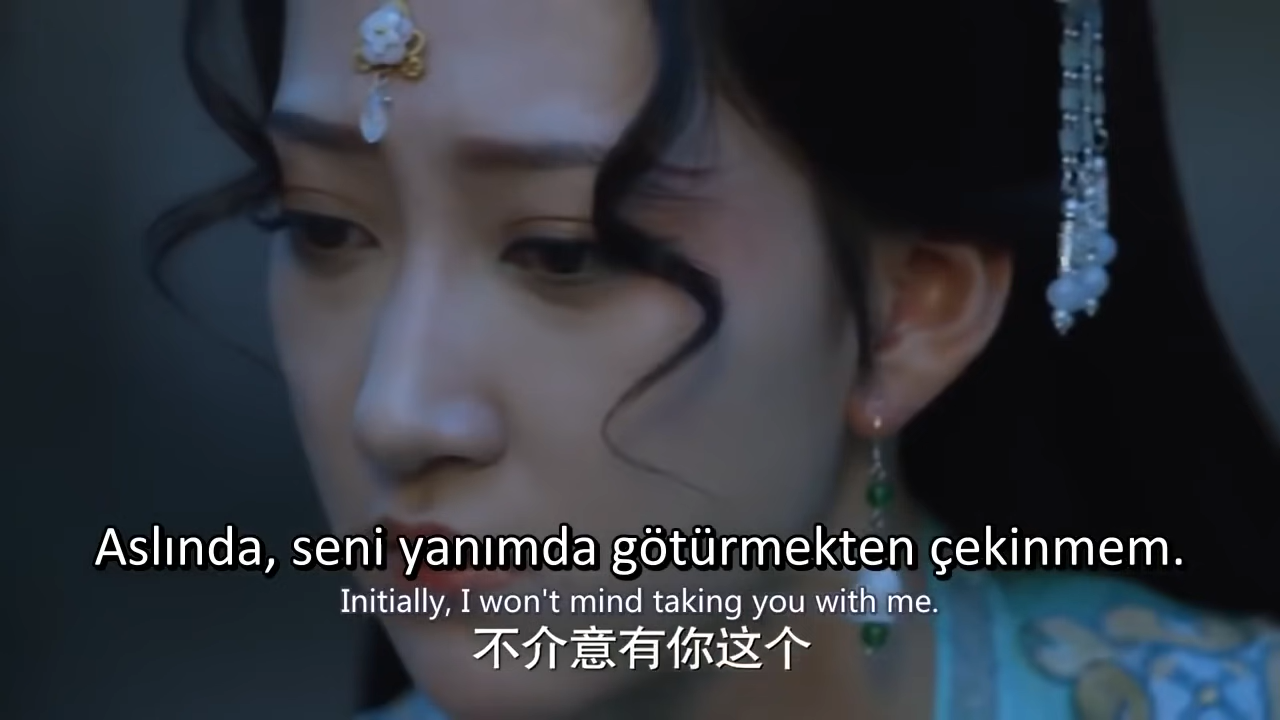 Aslında, seni yanımda götürmekten çekinmem.
Initially, I won't mind taking you with me.
不介意有你这个